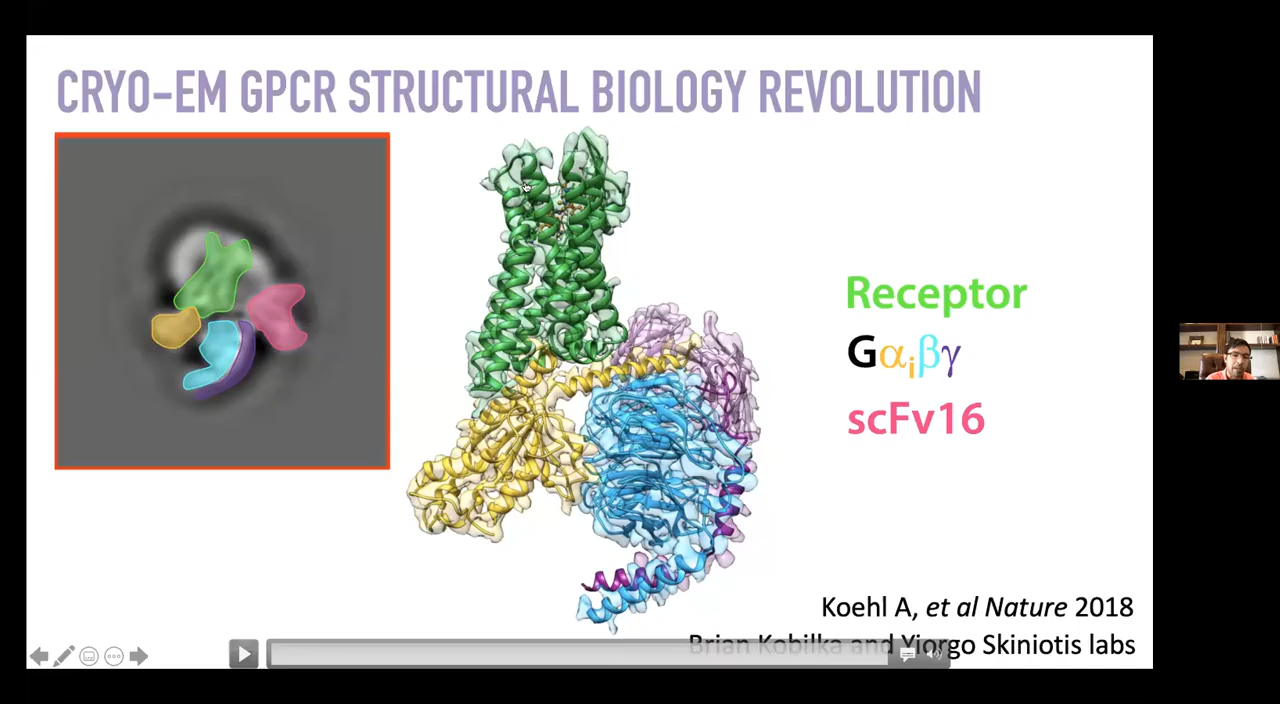 CRYO-EM GPCR STRUCTURAL BIOLOGY REVOLUTION
Receptor
Gαiβγ
scFv16
Koehl A, et al Nature 2018
Brian Kobilka and Yiorgo Skiniotis labs